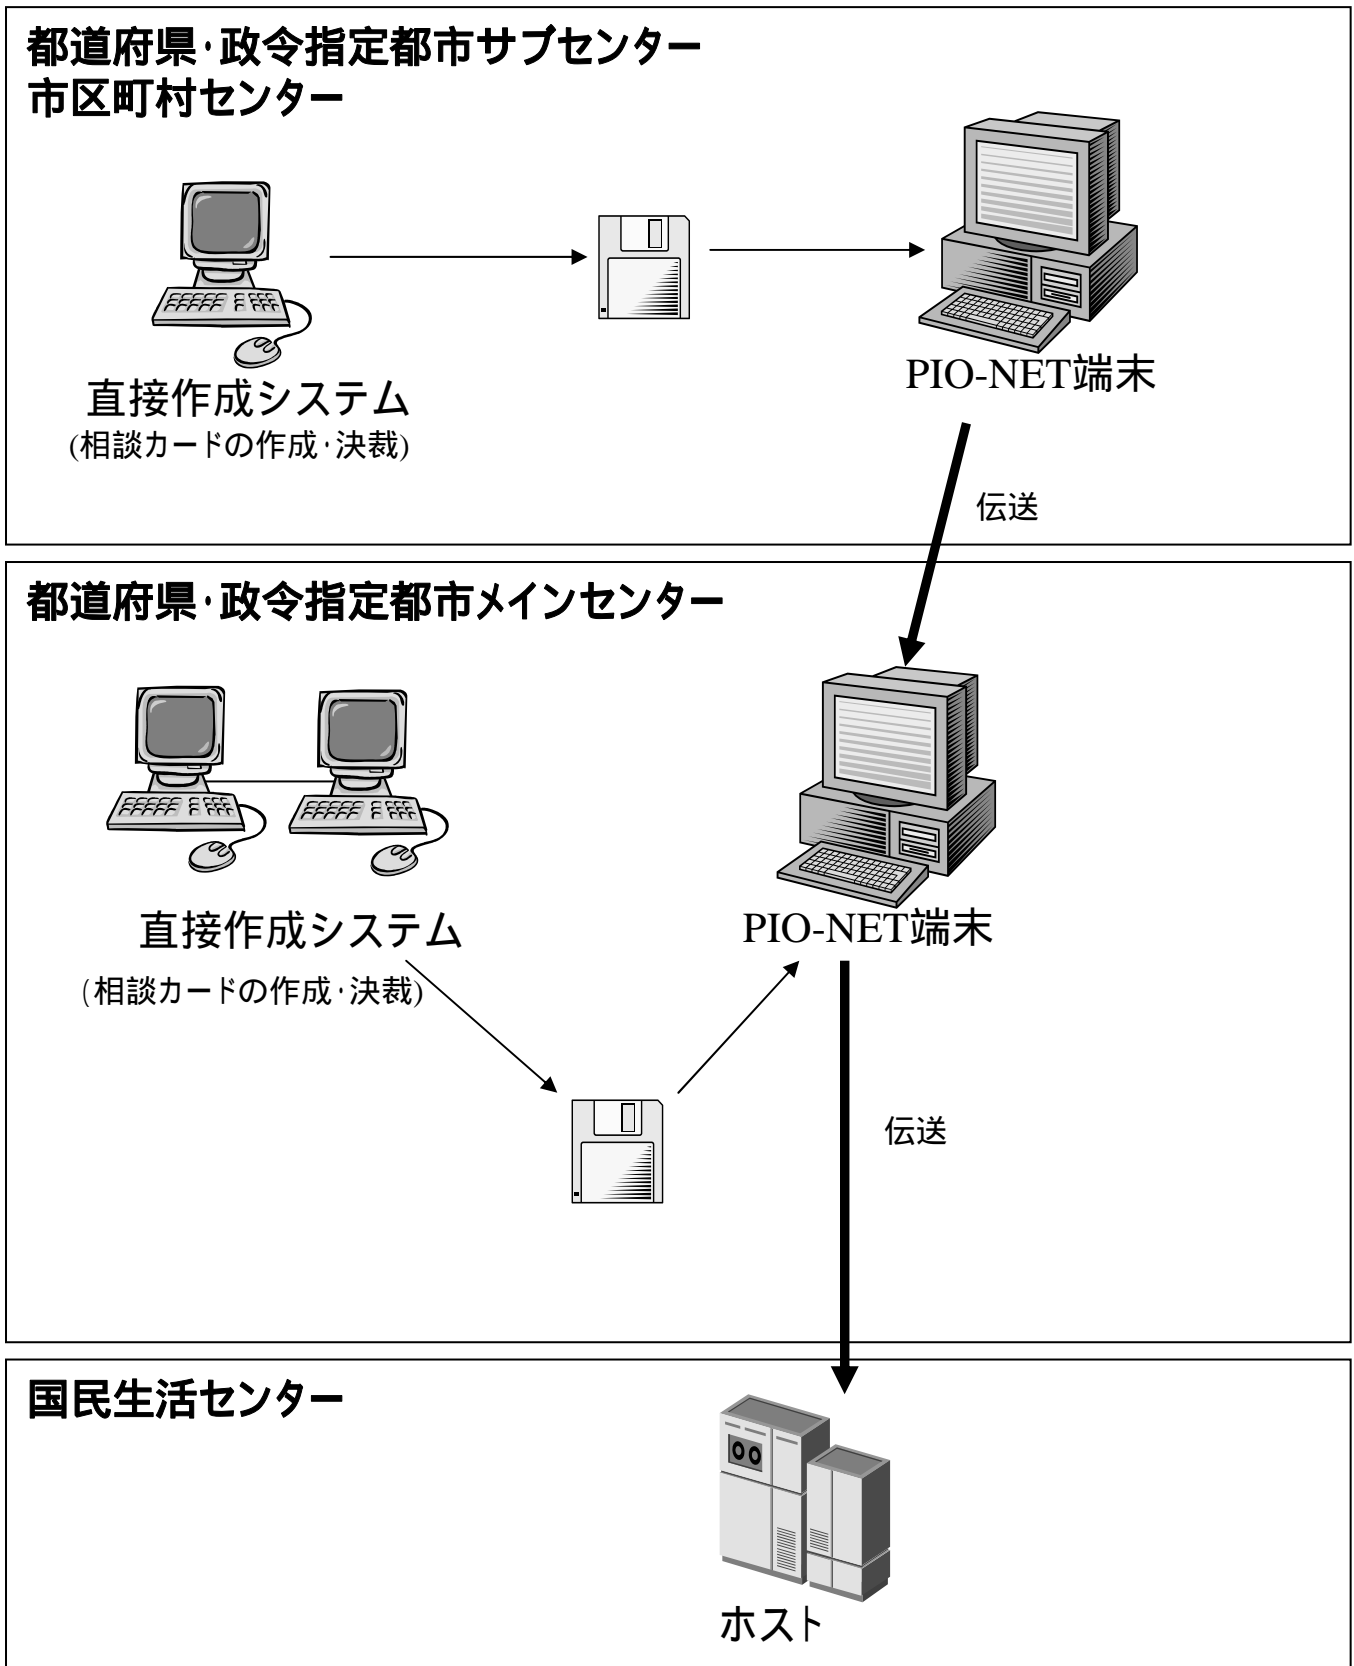 都道府県・政令指定都市サブセンター
市区町村センター
直接作成システム
(相談カードの作成・決裁)
PIO-NET端末
伝送
都道府県・政令指定都市メインセンター
直接作成システム
(相談カードの作成・決裁)
PIO-NET端末
伝送
国民生活センター
ホスト